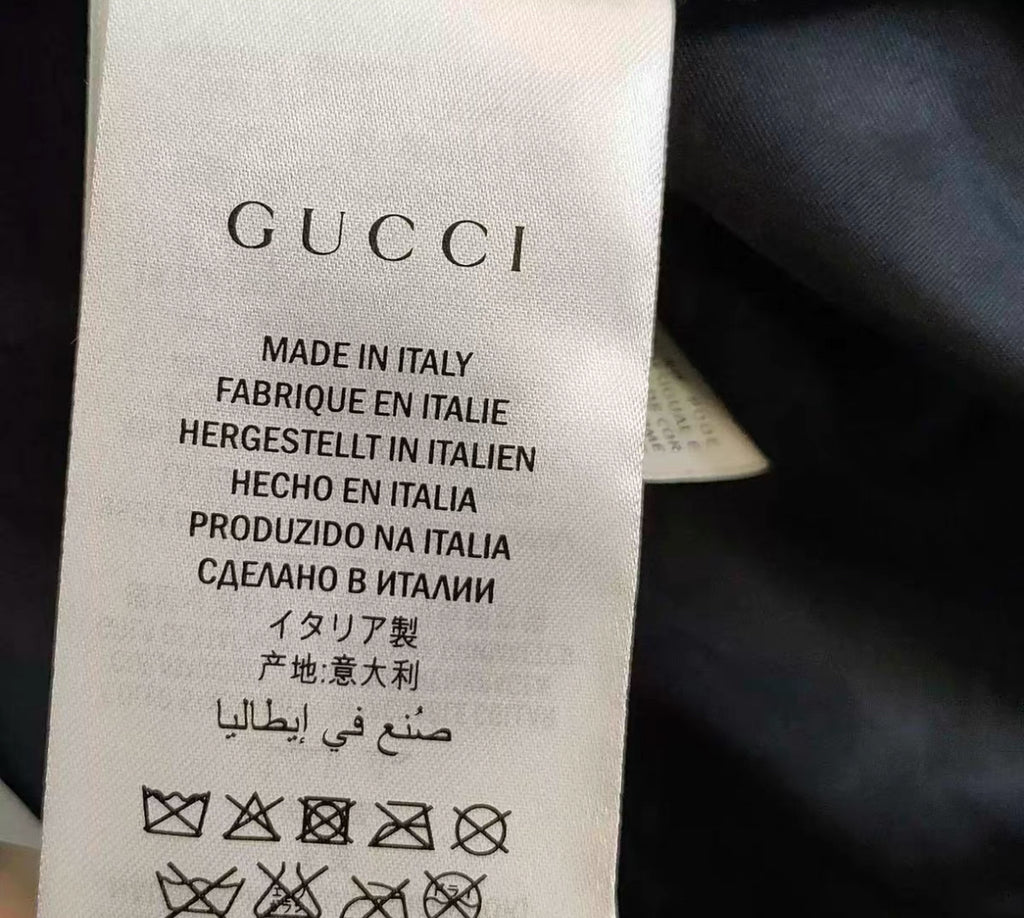 GUCCI
MADE IN ITALY
FABRIQUE EN ITALIE
HERGESTELLT IN ITALIEN
HECHO EN ITALIA
PRODUZIDO NA ITALIA
СДЕЛАНО В ИТАЛИИ
イタリア製
产地:意大利
صُنع في إيطاليا